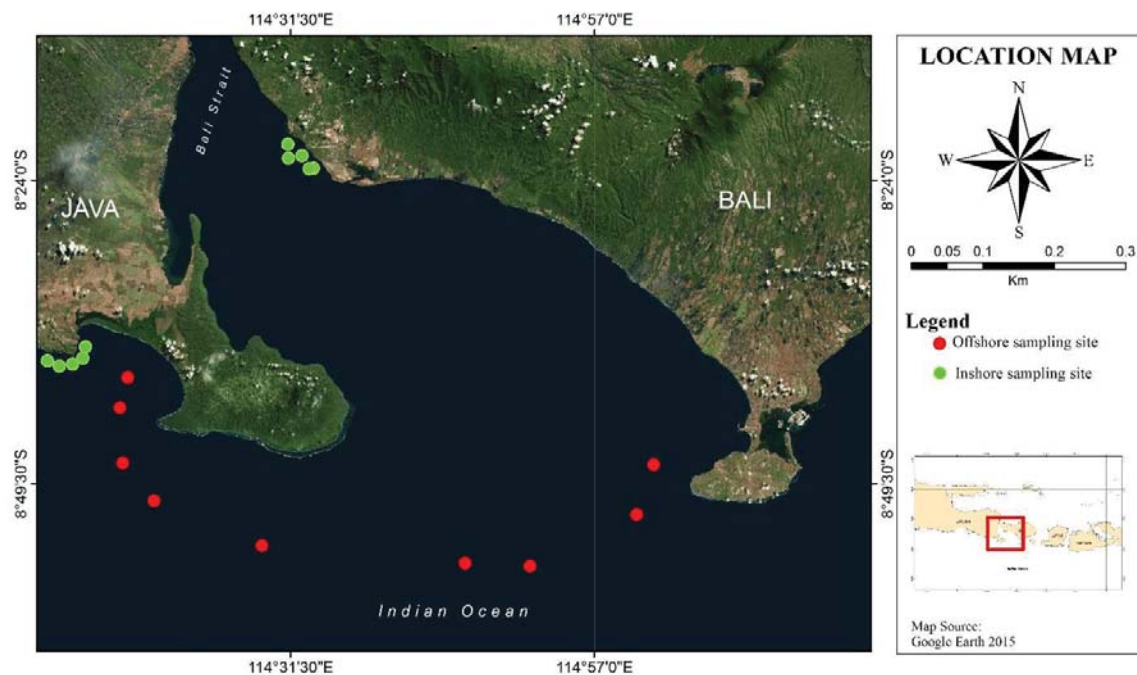 114°31'30"E
114°57'0"E
Bali Strait
8°24'0"S
8°24'0"S
JAVA
BALI
8°49'30"S
8°49'30"S
Indian Ocean
114°31'30"E
114°57'0"E
LOCATION MAP
N
W
E
S
0 0.05 0.1 0.2 0.3
Km
Legend
Offshore sampling site
Inshore sampling site
Map Source:
Google Earth 2015